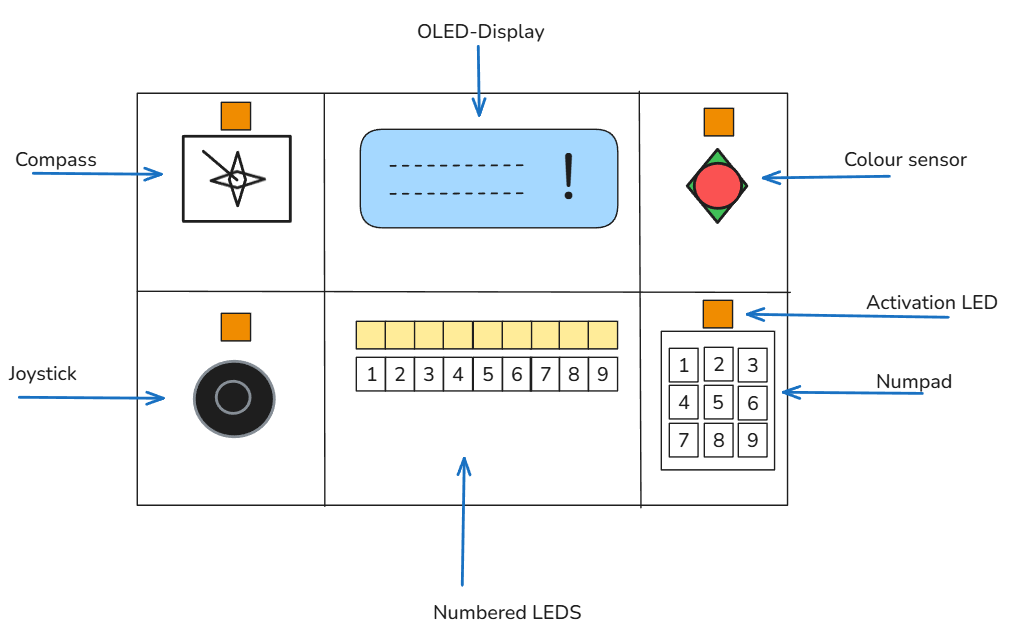 OLED-Display
Compass
!
Colour sensor
Activation LED
Joystick
1 2 3 4 5 6 7 8 9
1 2 3
4 5 6
7 8 9
Numpad
Numbered LEDS